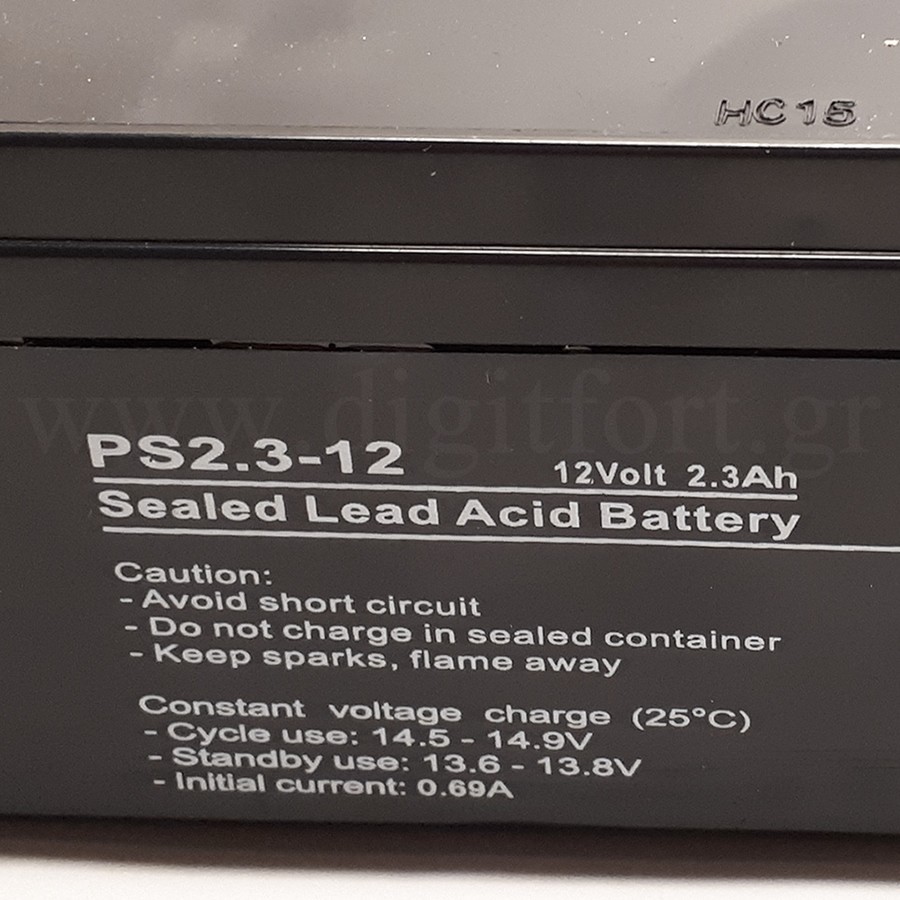 HC 15
www.digitfort.gr
PS2.3-12
12Volt 2.3Ah
Sealed Lead Acid Battery
Caution:
- Avoid short circuit
- Do not charge in sealed container
- Keep sparks, flame away
Constant voltage charge (25°C)
- Cycle use: 14.5 - 14.9V
- Standby use: 13.6 - 13.8V
- Initial current: 0.69A